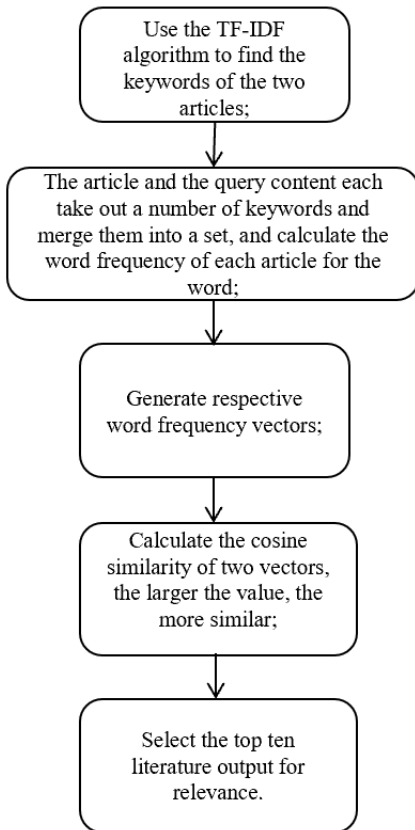 Use the TF-IDF
algorithm to find the
keywords of the two
articles;
The article and the query content each
take out a number of keywords and
merge them into a set, and calculate the
word frequency of each article for the
word;
Generate respective
word frequency vectors;
Calculate the cosine
similarity of two vectors,
the larger the value, the
more similar;
Select the top ten
literature output for
relevance.